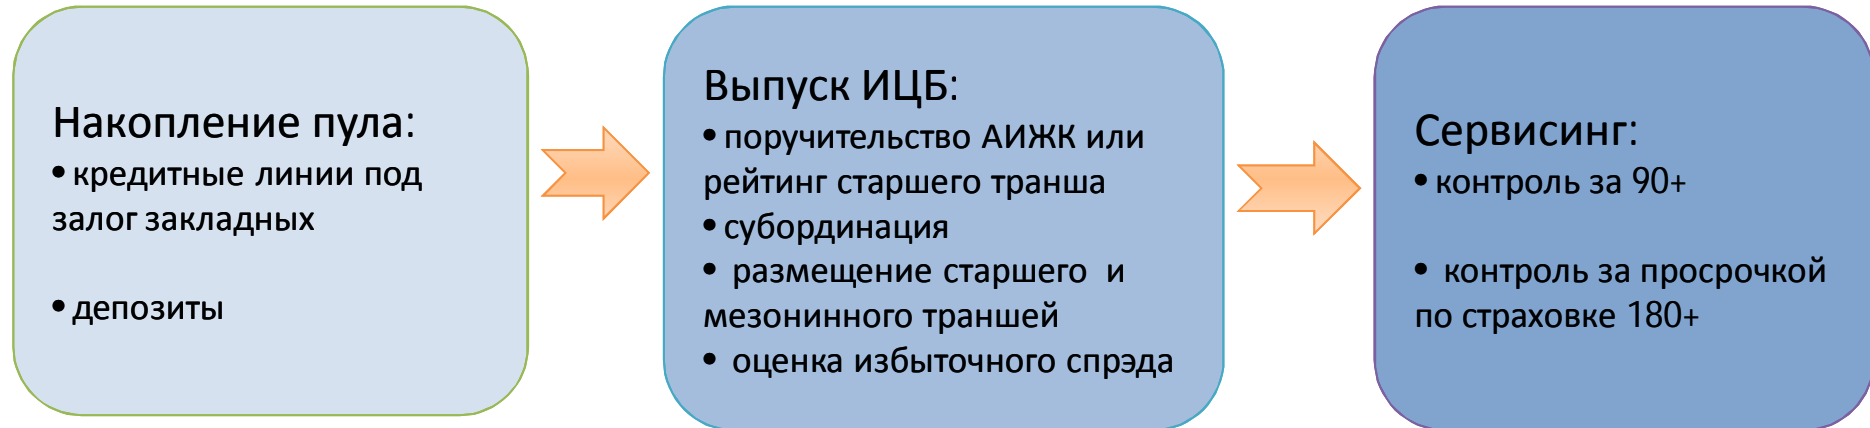 Накопление пула:
• кредитные линии под
залог закладных
• депозиты
Выпуск ИЦБ:
• поручительство АИЖК или
рейтинг старшего транша
• субординация
• размещение старшего и
мезонинного траншей
• оценка избыточного спрэда
Сервисинг:
• контроль за 90+
• контроль за просрочкой
по страховке 180+